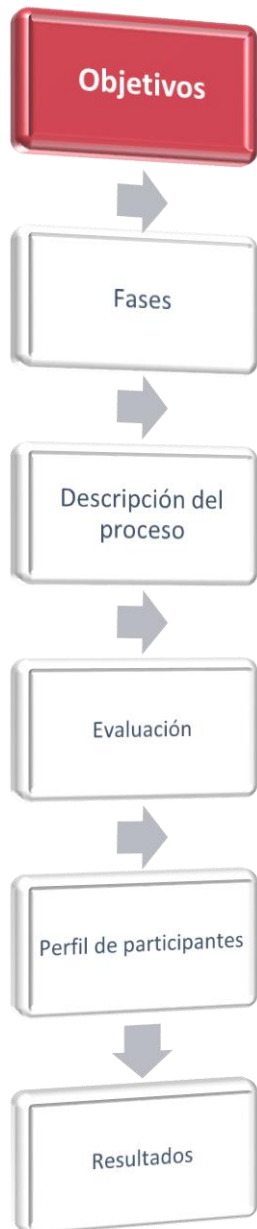 Objetivos
Fases
Descripción del
proceso
Evaluación
Perfil de participantes
Resultados